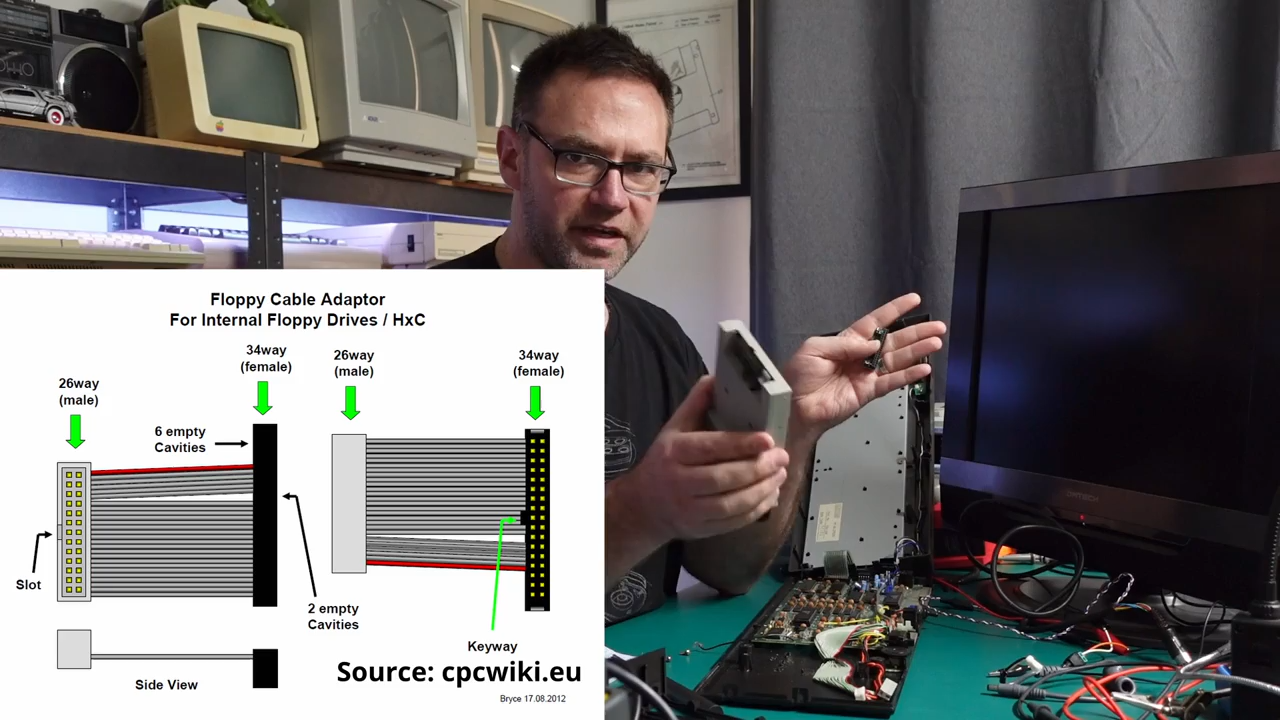 Floppy Cable Adaptor
For Internal Floppy Drives / HxC
34way
(female)
26way
(male)
34way
(female)
26way
(male)
6 empty
Cavities
Slot
2 empty
Cavities
Keyway
Side View
Source: cpcwiki.eu
Bryce 17.08.2012